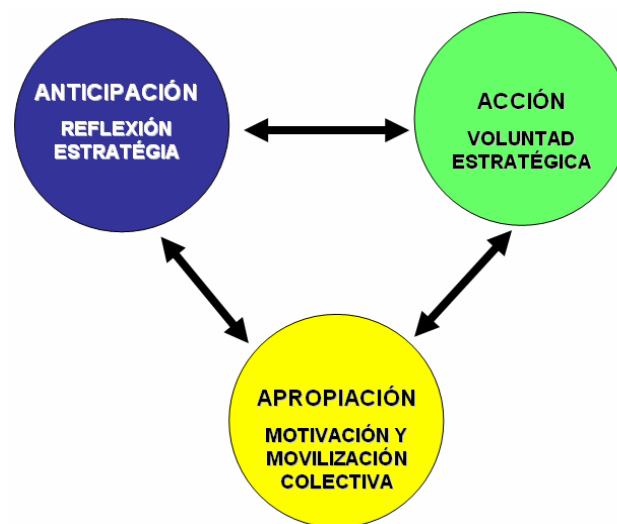 ANTICIPACIÓN
REFLEXIÓN
ESTRATÉGIA
ACCIÓN
VOLUNTAD
ESTRATÉGICA
APROPIACIÓN
MOTIVACIÓN Y
MOVILIZACIÓN
COLECTIVA